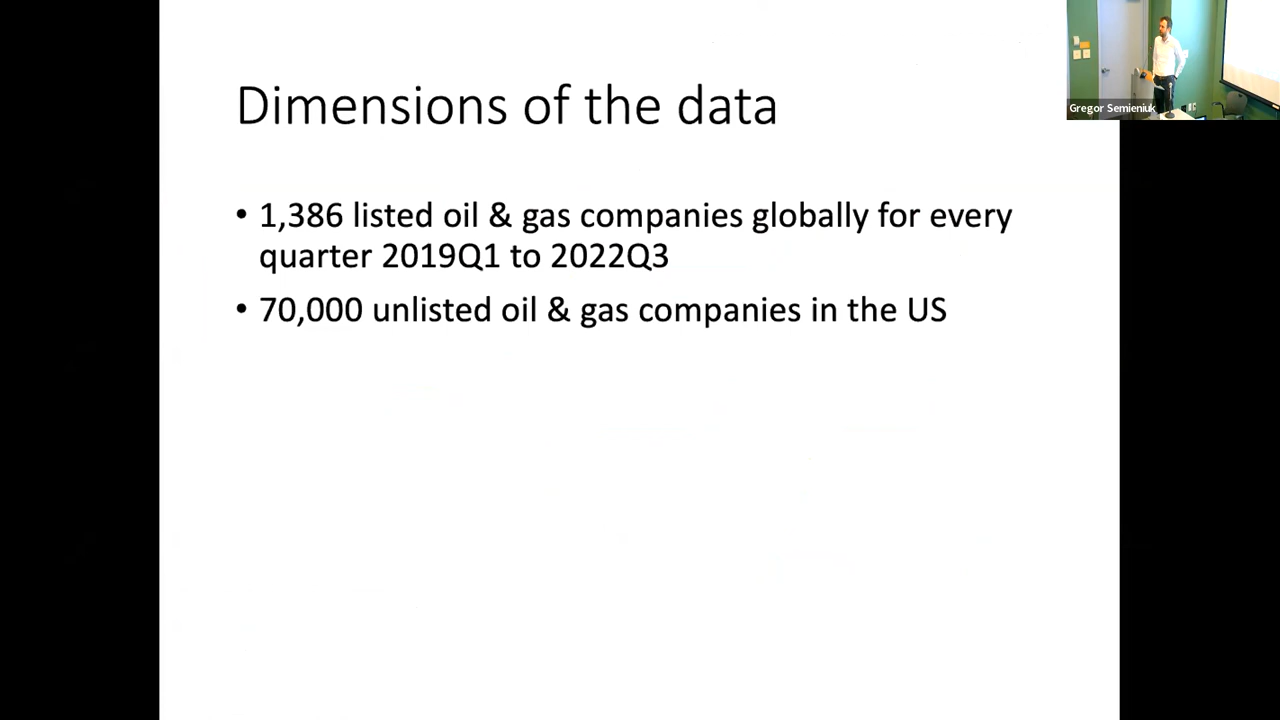 Dimensions of the data
• 1,386 listed oil & gas companies globally for every
quarter 2019Q1 to 2022Q3
• 70,000 unlisted oil & gas companies in the US
Gregor Semieniuk